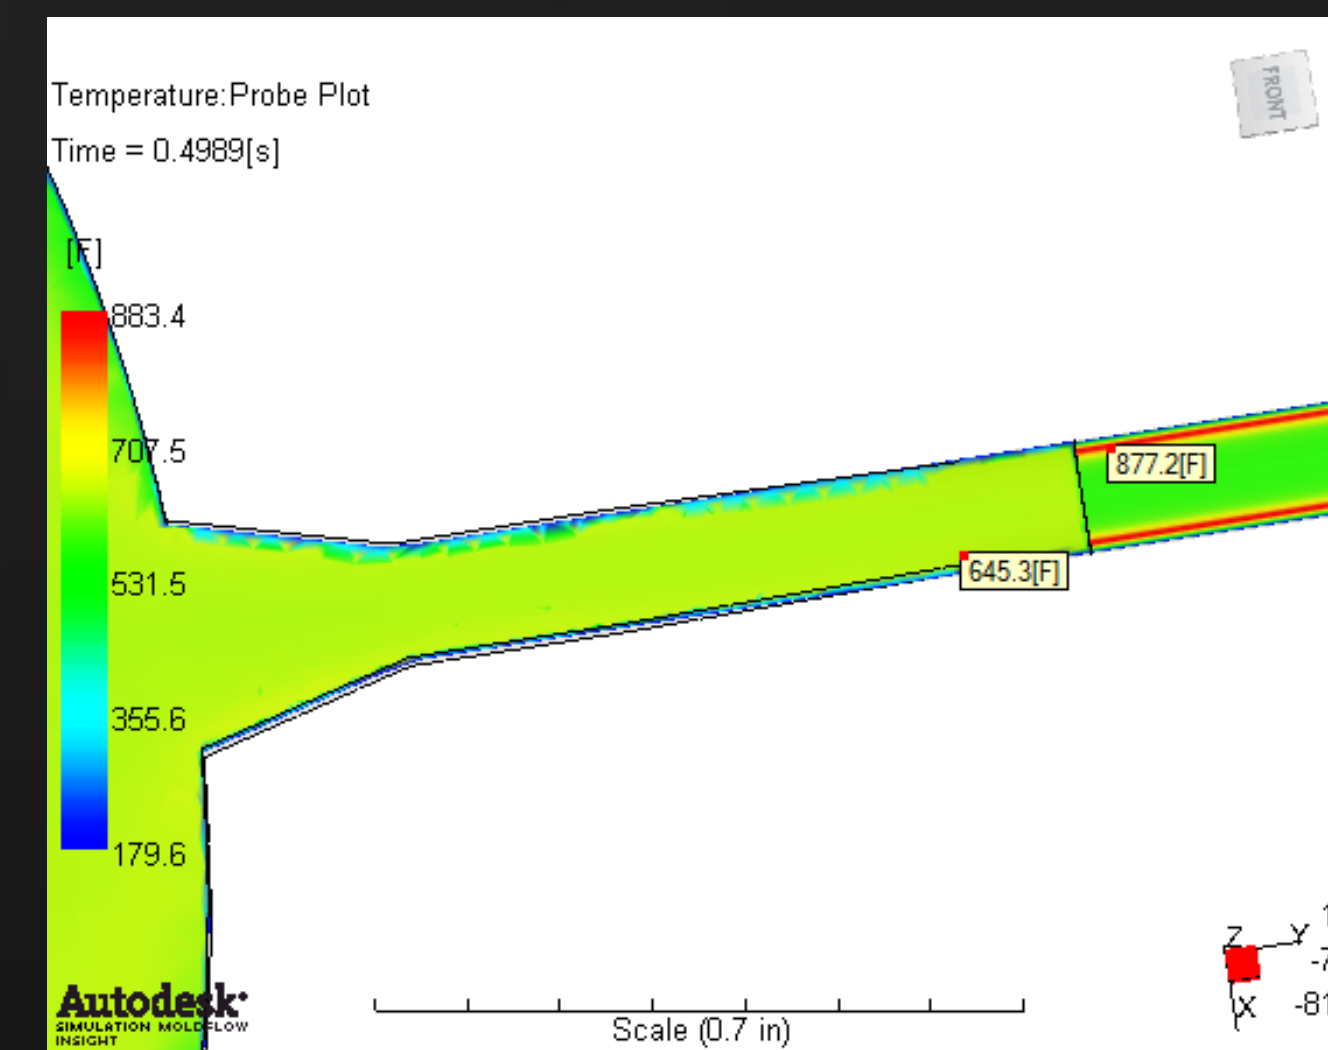 Temperature:Probe Plot
FRONT
Time = 0.4989[s]
[F]
883.4
707.5
877.2[F]
531.5
645.3[F]
355.6
179.6
Z
Y
X
-81
Autodesk
SIMULATION MOLDFLOW
INSIGHT
Scale (0.7 in)